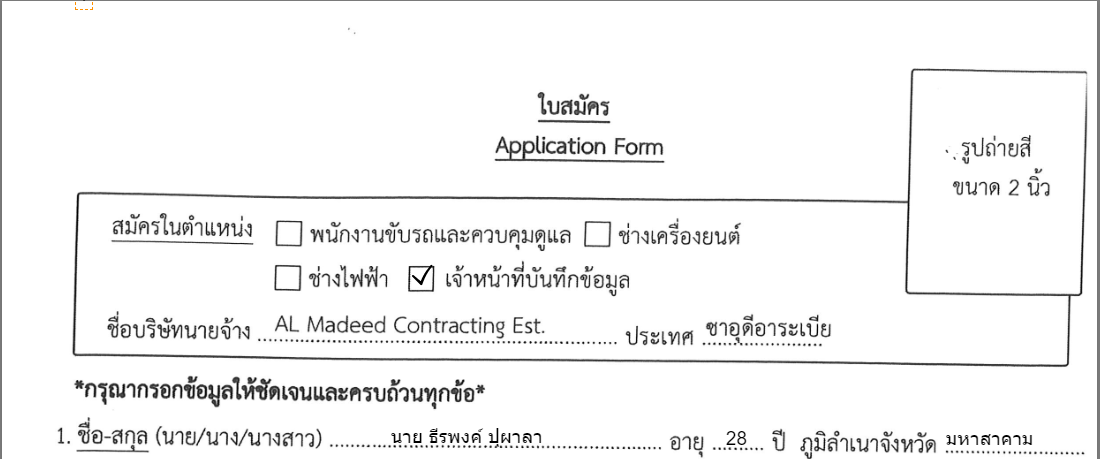 ใบสมัคร
Application Form
รูปถ่ายสี
ขนาด 2 นิ้ว
สมัครในตำแหน่ง ☐ พนักงานขับรถและควบคุมดูแล ☐ ช่างเครื่องยนต์
☐ ช่างไฟฟ้า ☑ เจ้าหน้าที่บันทึกข้อมูล
ชื่อบริษัทนายจ้าง AL Madeed Contracting Est. ประเทศ ซาอุดีอาระเบีย
*กรุณากรอกข้อมูลให้ชัดเจนและครบถ้วนทุกข้อ*
1. ชื่อ-สกุล (นาย/นาง/นางสาว) นาย ธีรพงค์ ปุผาลา อายุ 28 ปี ภูมิลำเนาจังหวัด มหาสาคาม